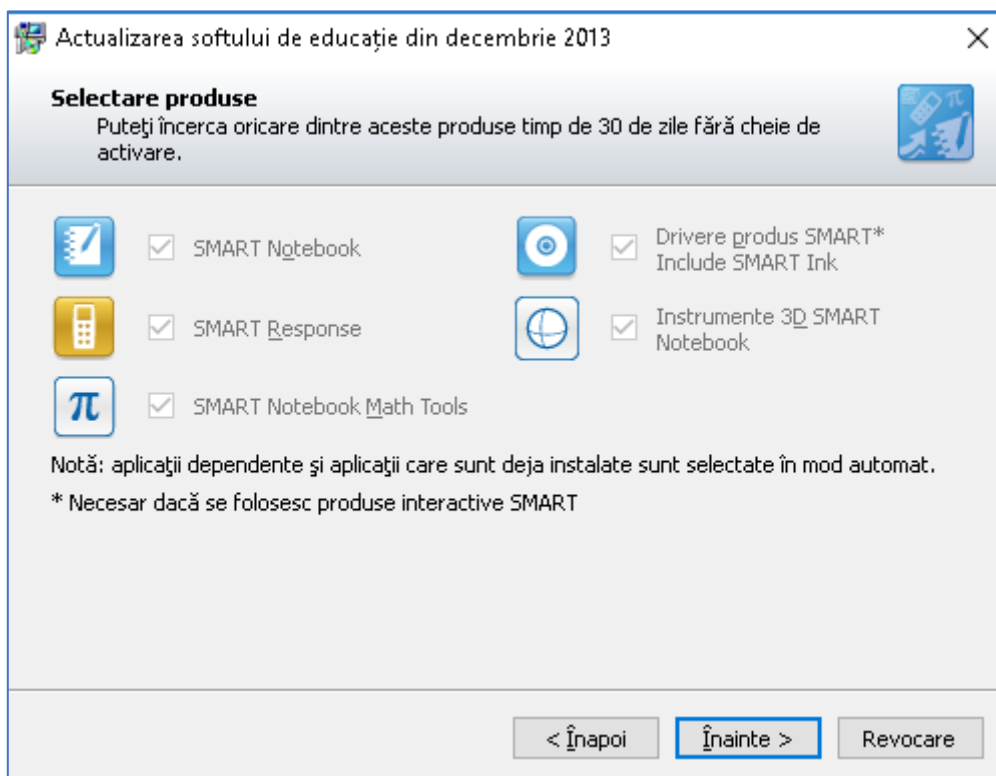 Actualizarea softului de educație din decembrie 2013
Selectare produse
Puteţi încerca oricare dintre aceste produse timp de 30 de zile fără cheie de
activare.
SMART Notebook
Drivere produs SMART*
Include SMART Ink
SMART Response
Instrumente 3D SMART
Notebook
π
SMART Notebook Math Tools
Notă: aplicaţii dependente şi aplicaţii care sunt deja instalate sunt selectate în mod automat.
* Necesar dacă se folosesc produse interactive SMART
< Înapoi
Înainte >
Revocare